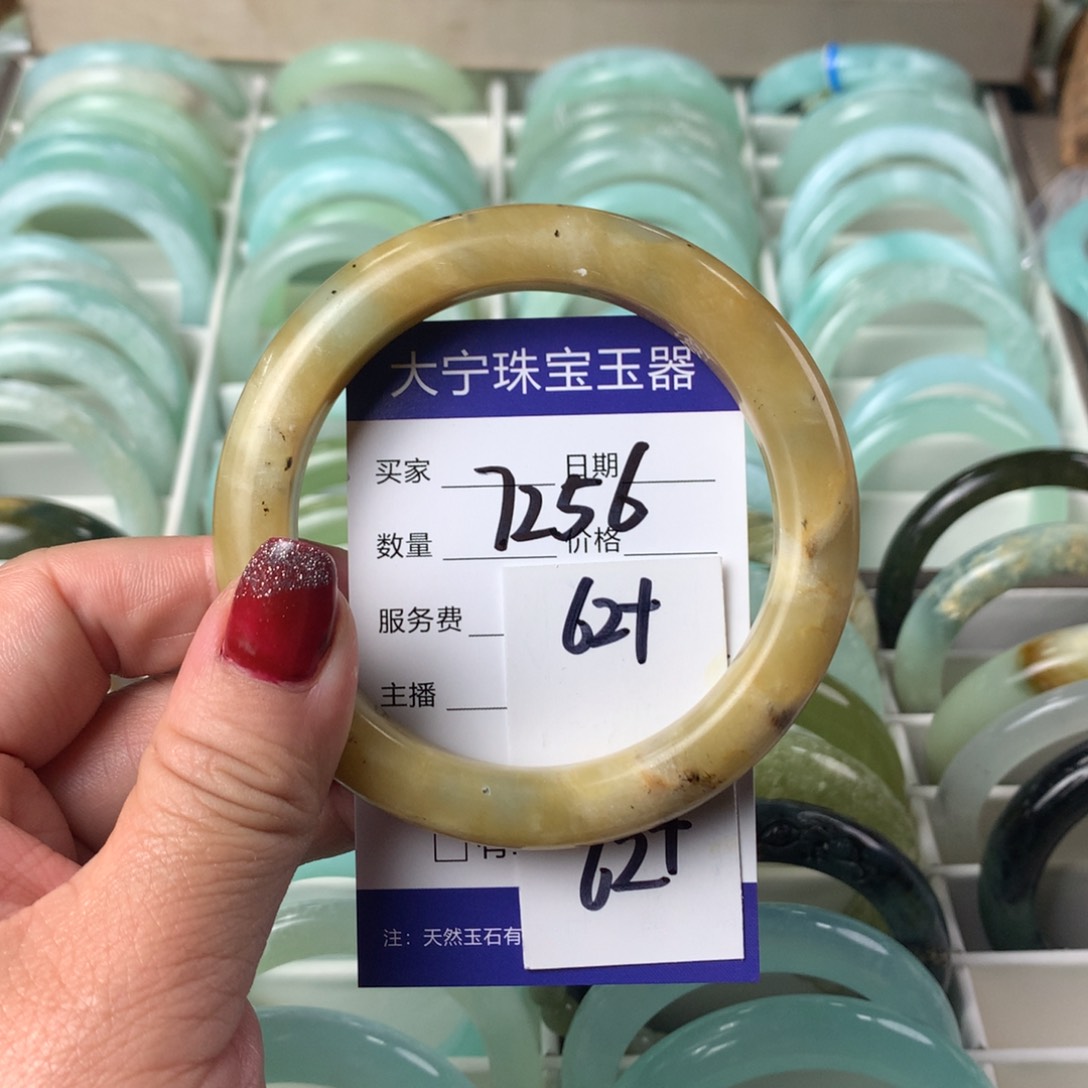 大宁珠宝玉器
买家 日期
7256
数量 价格
62+
服务费
主播
62+
注：天然玉石有